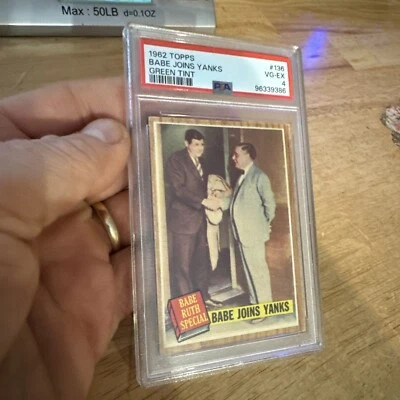 Max : 50LB d=0.1OZ
1962 TOPPS #136
BABE JOINS YANKS VG-EX
GREEN TINT 4
PSA 96339386
BABE
RUTH
SPECIAL
BABE JOINS YANKS